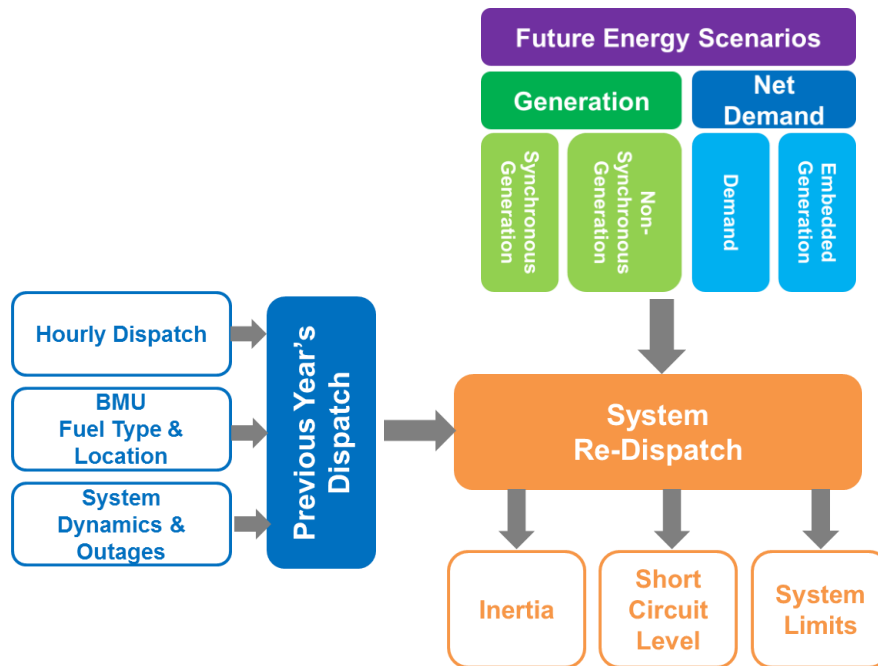 Future Energy Scenarios
Generation
Net
Demand
Synchronous
Generation
Non-
Synchronous
Generation
Demand
Embedded
Generation
Hourly Dispatch
BMU
Fuel Type &
Location
System
Dynamics &
Outages
Previous Year's
Dispatch
System
Re-Dispatch
Inertia
Short
Circuit
Level
System
Limits